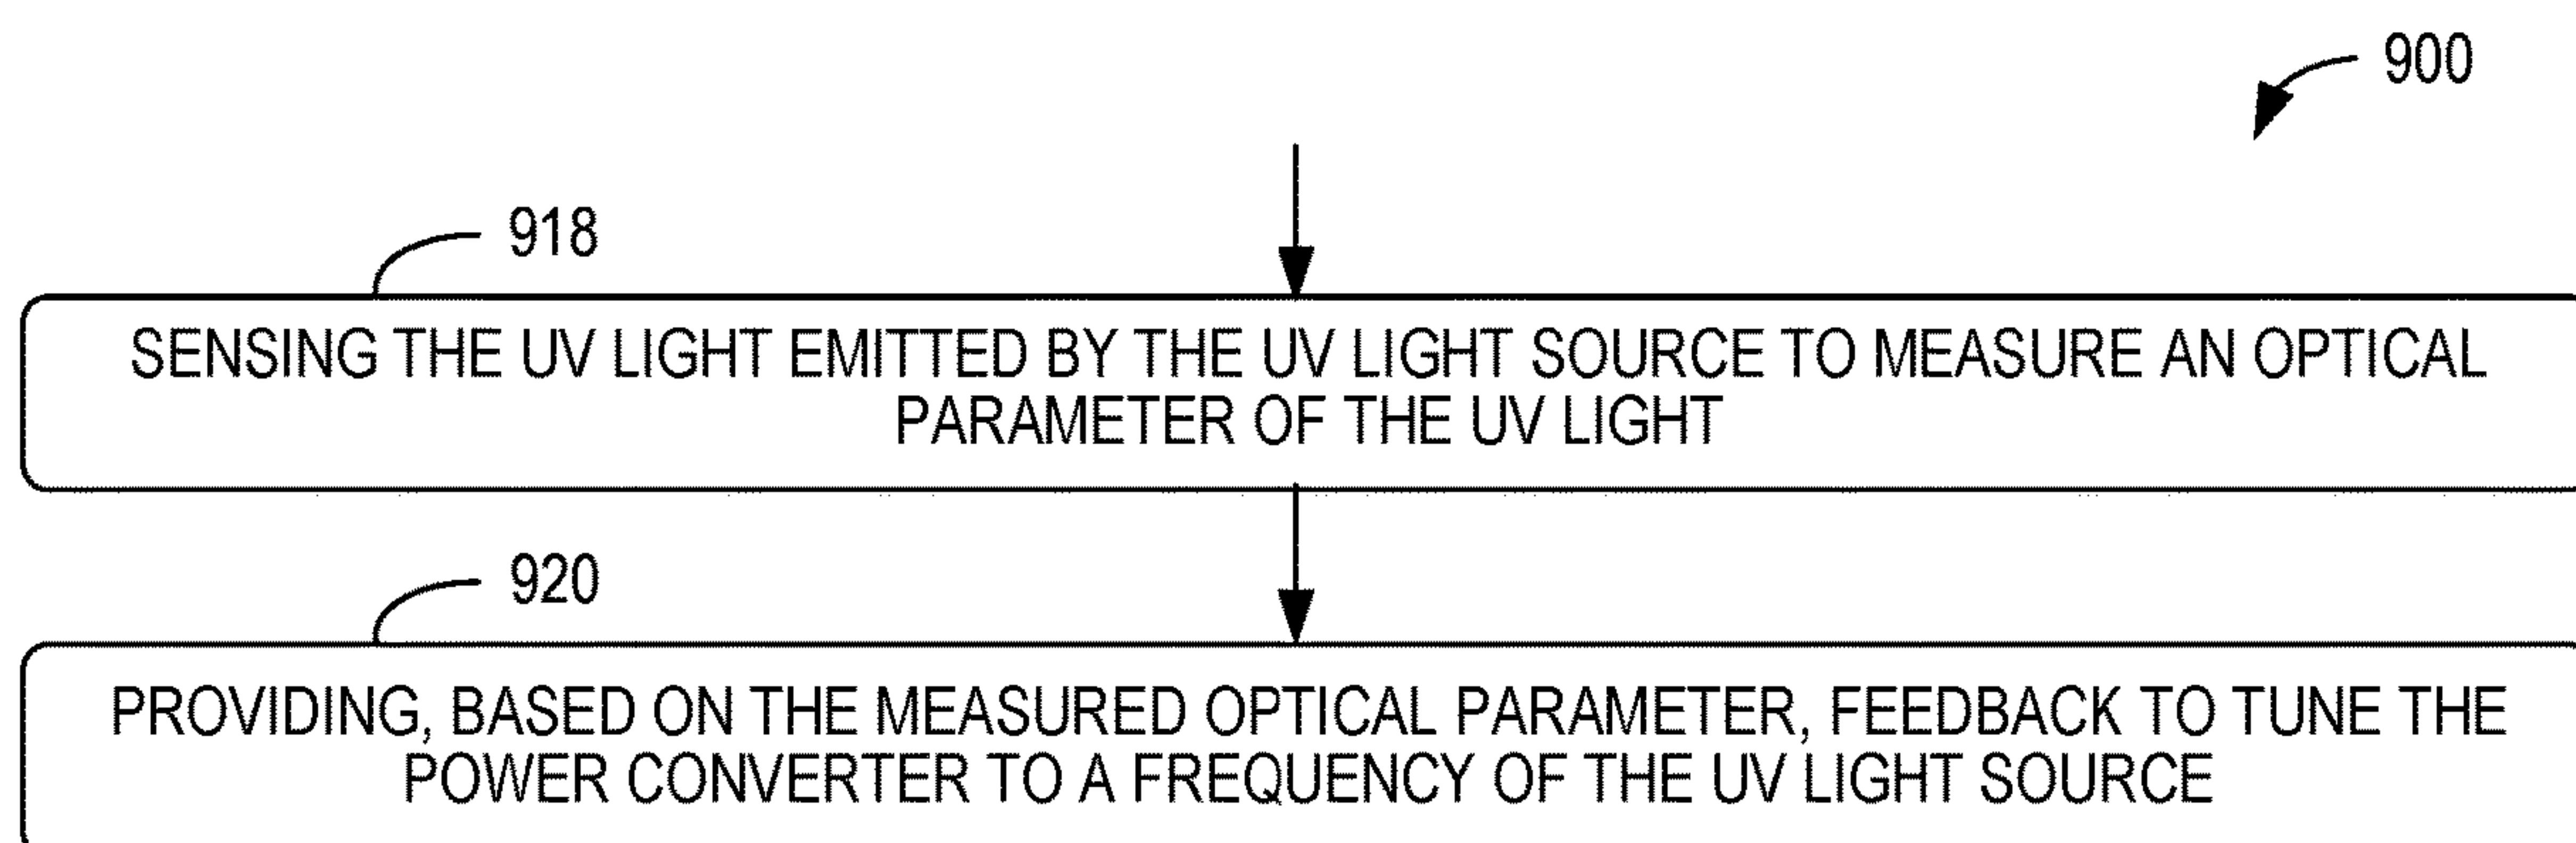 900
918
SENSING THE UV LIGHT EMITTED BY THE UV LIGHT SOURCE TO MEASURE AN OPTICAL
PARAMETER OF THE UV LIGHT
920
PROVIDING, BASED ON THE MEASURED OPTICAL PARAMETER, FEEDBACK TO TUNE THE
POWER CONVERTER TO A FREQUENCY OF THE UV LIGHT SOURCE